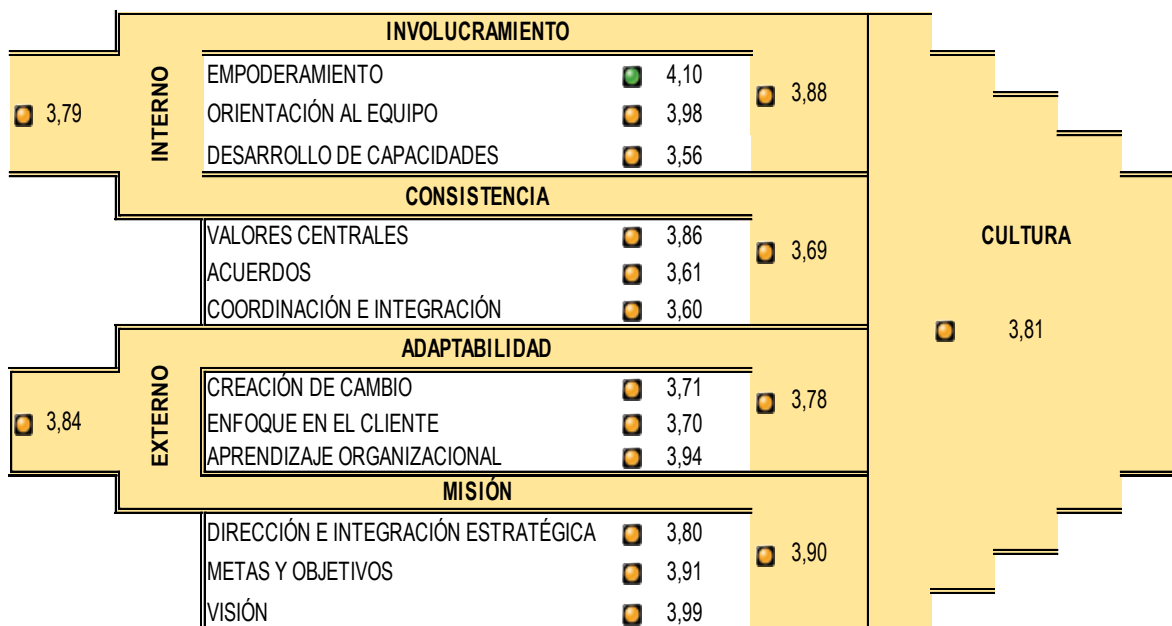 INVOLUCRAMIENTO
EMPODERAMIENTO 4,10
ORIENTACIÓN AL EQUIPO 3,98
DESARROLLO DE CAPACIDADES 3,56
3,88
INTERNO
3,79
CONSISTENCIA
VALORES CENTRALES 3,86
ACUERDOS 3,61
COORDINACIÓN E INTEGRACIÓN 3,60
3,69
ADAPTABILIDAD
CREACIÓN DE CAMBIO 3,71
ENFOQUE EN EL CLIENTE 3,70
APRENDIZAJE ORGANIZACIONAL 3,94
3,78
EXTERNO
3,84
MISIÓN
DIRECCIÓN E INTEGRACIÓN ESTRATÉGICA 3,80
METAS Y OBJETIVOS 3,91
VISIÓN 3,99
3,90
CULTURA
3,81